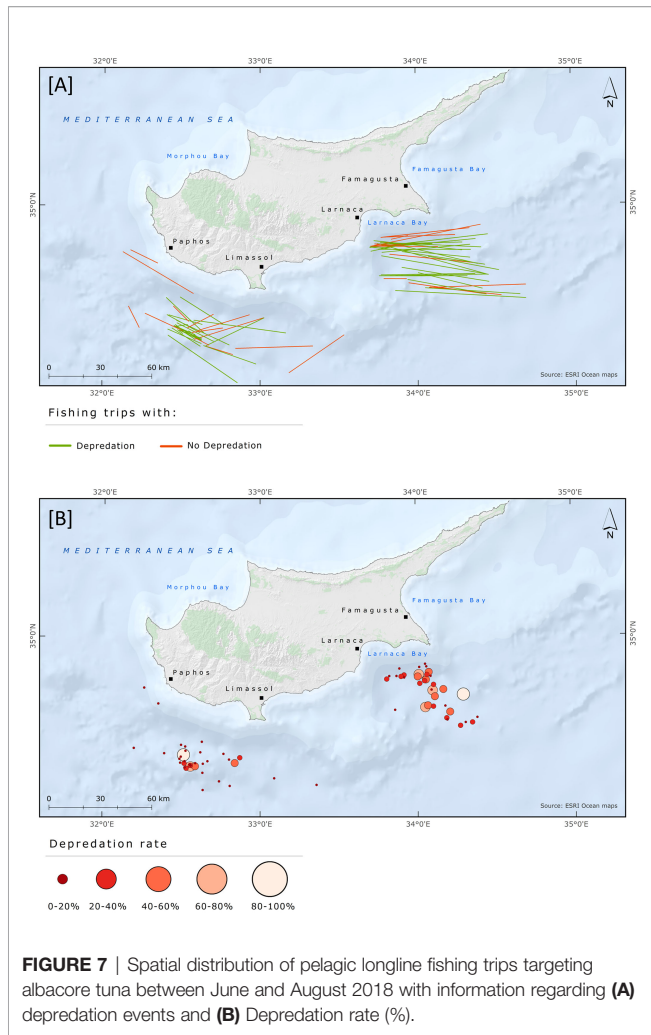 32°0'E 33°0'E 34°0'E 35°0'E
[A]
N
MEDITERRANEAN SEA
Morphou Bay
Famagusta Bay
Famagusta
35°0'N 35°0'N
Larnaca
Larnaca Bay
Paphos
Limassol
0 30 60 km
Source: ESRI Ocean maps
32°0'E 33°0'E 34°0'E 35°0'E
Fishing trips with:
Depredation No Depredation
32°0'E 33°0'E 34°0'E 35°0'E
[B]
N
MEDITERRANEAN SEA
Morphou Bay
Famagusta Bay
Famagusta
35°0'N 35°0'N
Larnaca
Larnaca Bay
Paphos
Limassol
0 30 60 km
Source: ESRI Ocean maps
32°0'E 33°0'E 34°0'E 35°0'E
Depredation rate
0-20% 20-40% 40-60% 60-80% 80-100%
FIGURE 7 | Spatial distribution of pelagic longline fishing trips targeting
albacore tuna between June and August 2018 with information regarding (A)
depredation events and (B) Depredation rate (%).